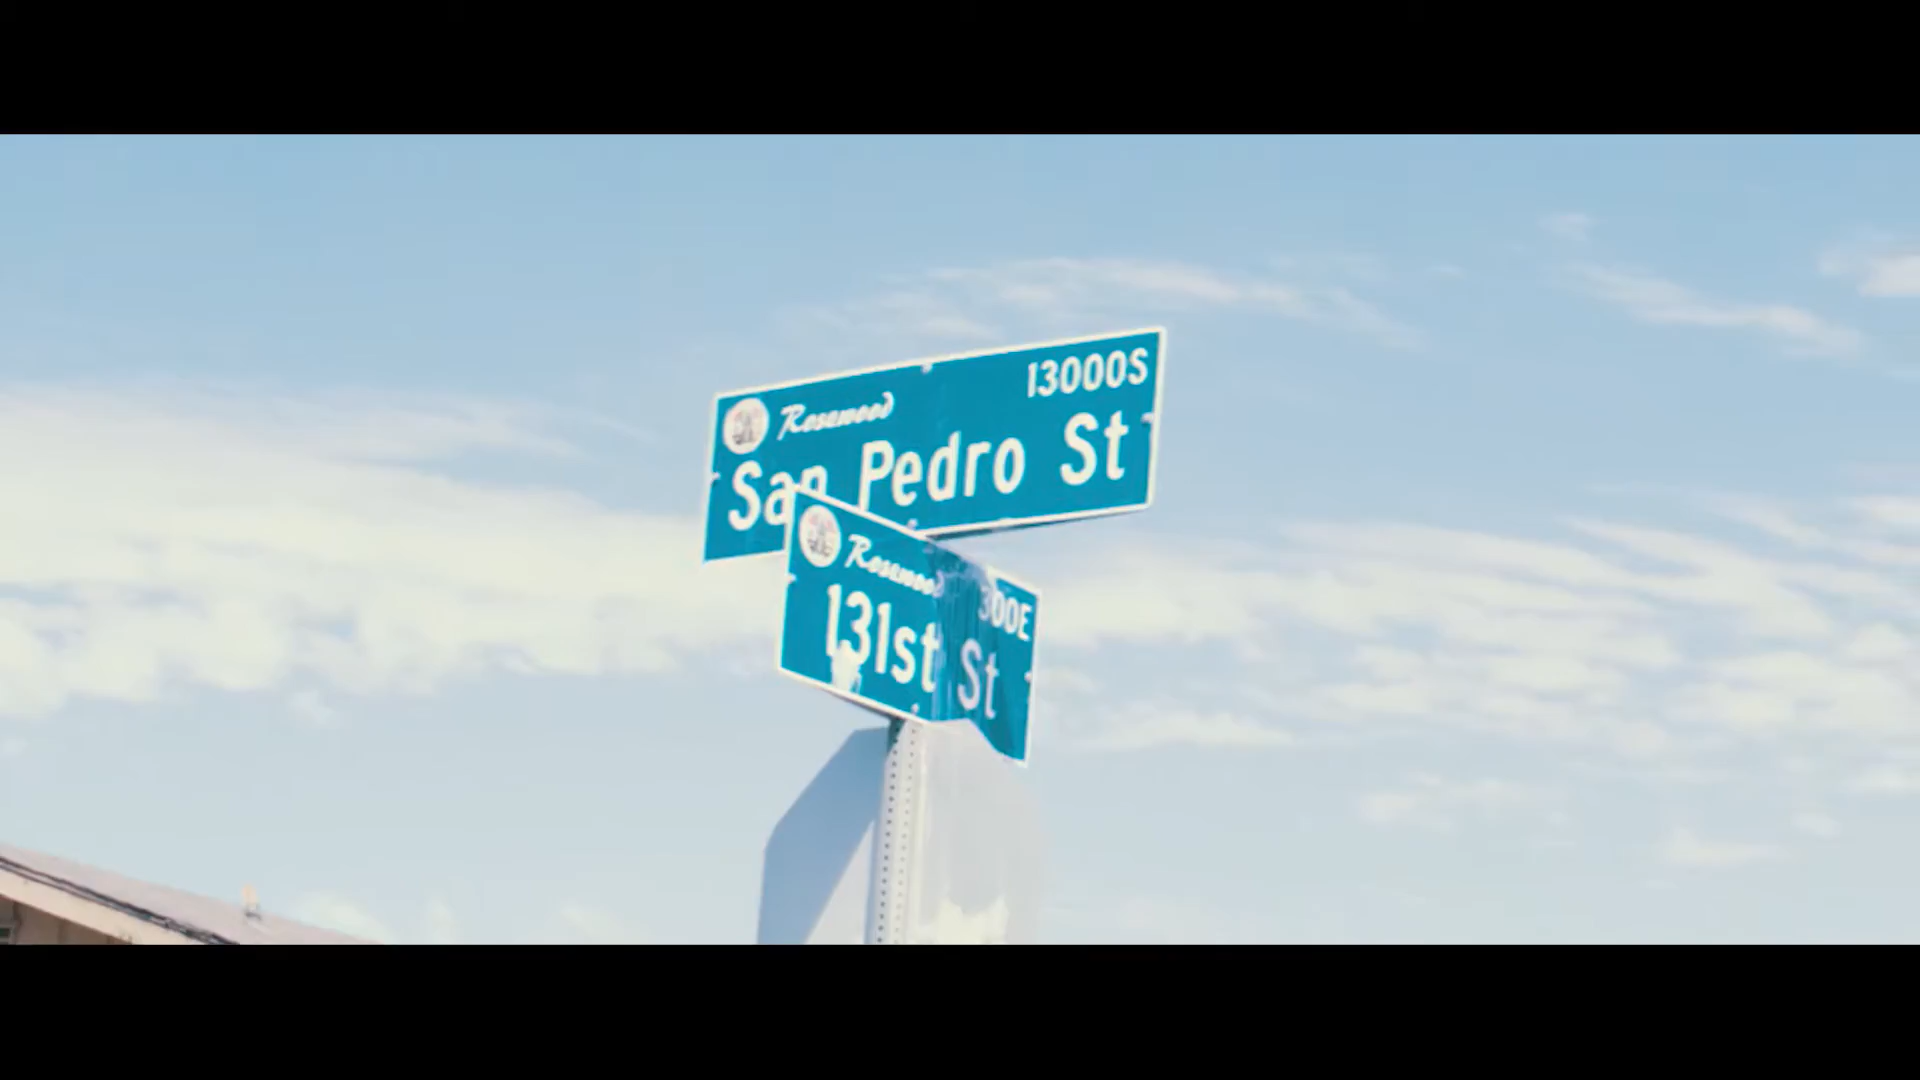 Rosewood 13000S
San Pedro St
Rosewood 300E
131st St